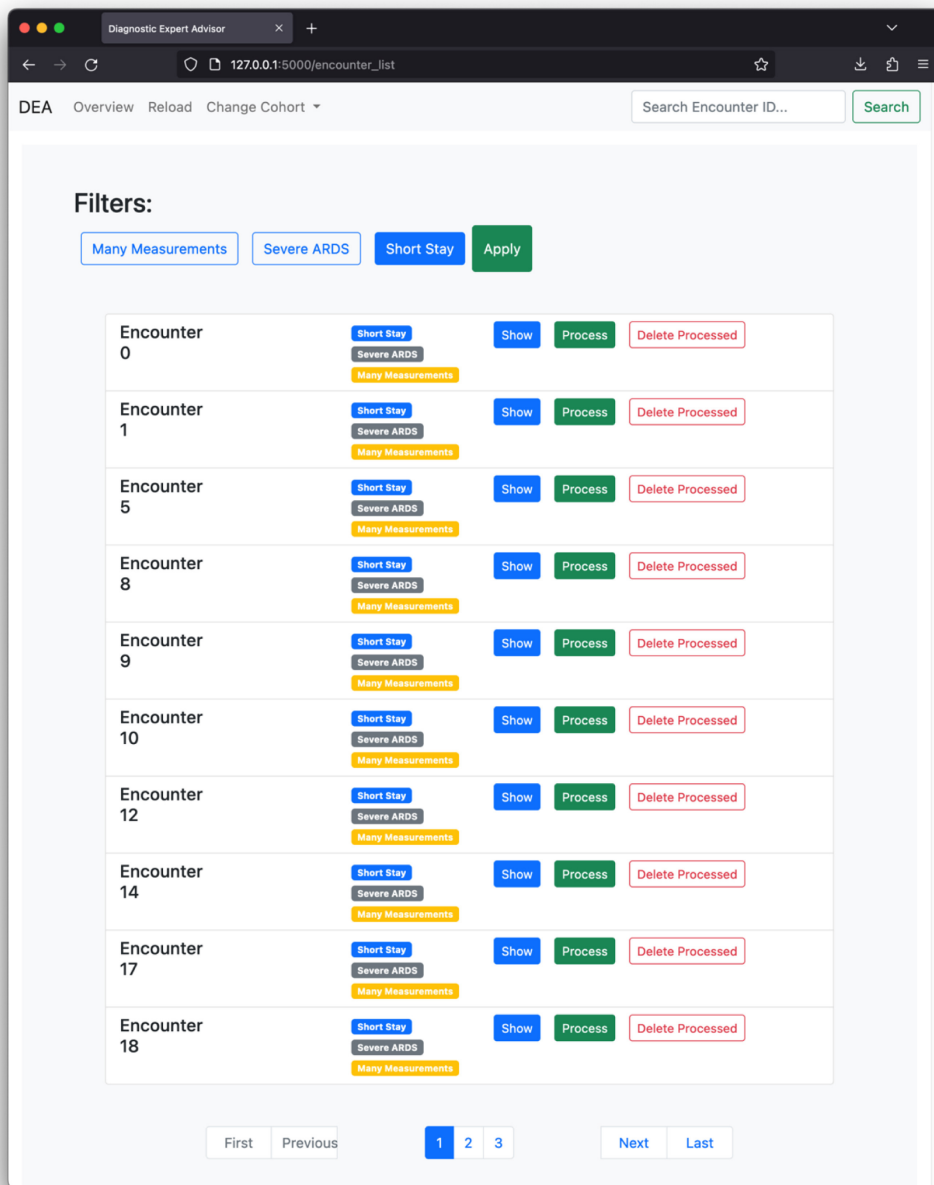 Diagnostic Expert Advisor
127.0.0.1:5000/encounter_list
DEA Overview Reload Change Cohort Search Encounter ID... Search
Filters:
Many Measurements Severe ARDS Short Stay Apply
Encounter 0
Short Stay
Severe ARDS
Many Measurements
Show Process Delete Processed
Encounter 1
Short Stay
Severe ARDS
Many Measurements
Show Process Delete Processed
Encounter 5
Short Stay
Severe ARDS
Many Measurements
Show Process Delete Processed
Encounter 8
Short Stay
Severe ARDS
Many Measurements
Show Process Delete Processed
Encounter 9
Short Stay
Severe ARDS
Many Measurements
Show Process Delete Processed
Encounter 10
Short Stay
Severe ARDS
Many Measurements
Show Process Delete Processed
Encounter 12
Short Stay
Severe ARDS
Many Measurements
Show Process Delete Processed
Encounter 14
Short Stay
Severe ARDS
Many Measurements
Show Process Delete Processed
Encounter 17
Short Stay
Severe ARDS
Many Measurements
Show Process Delete Processed
Encounter 18
Short Stay
Severe ARDS
Many Measurements
Show Process Delete Processed
First Previous 1 2 3 Next Last